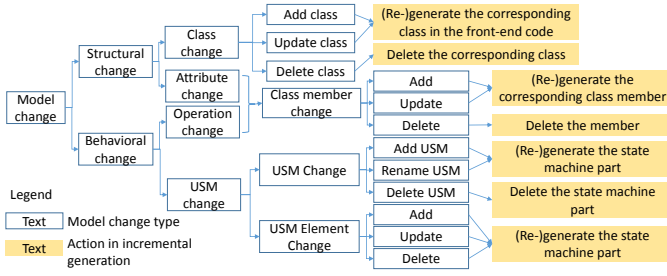 Add class
(Re-)generate the corresponding
class in the front-end code
Class
change
Update class
Structural
change
Delete the corresponding class
Delete class
Attribute
change
Add
(Re-)generate the
corresponding class member
Class member
change
Update
Model
change
Operation
change
Delete
Delete the member
Behavioral
change
Add USM
(Re-)generate the state
machine part
USM Change
Rename USM
USM
change
Delete USM
Delete the state machine
part
Legend
Add
Text
Model change type
USM Element
Change
Update
(Re-)generate the state
machine part
Text
Action in incremental
generation
Delete